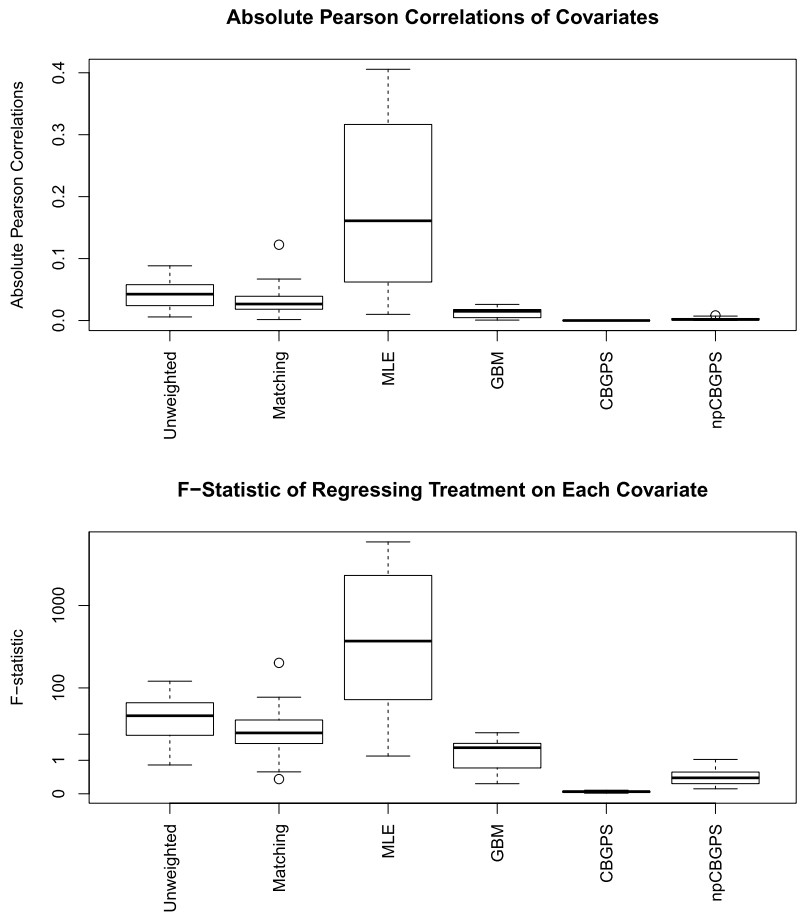 Absolute Pearson Correlations of Covariates
Absolute Pearson Correlations
0.4
0.3
0.2
0.1
0.0
Unweighted
Matching
MLE
GBM
CBGPS
npCBGPS
F−Statistic of Regressing Treatment on Each Covariate
F−statistic
1000
100
1
0
Unweighted
Matching
MLE
GBM
CBGPS
npCBGPS